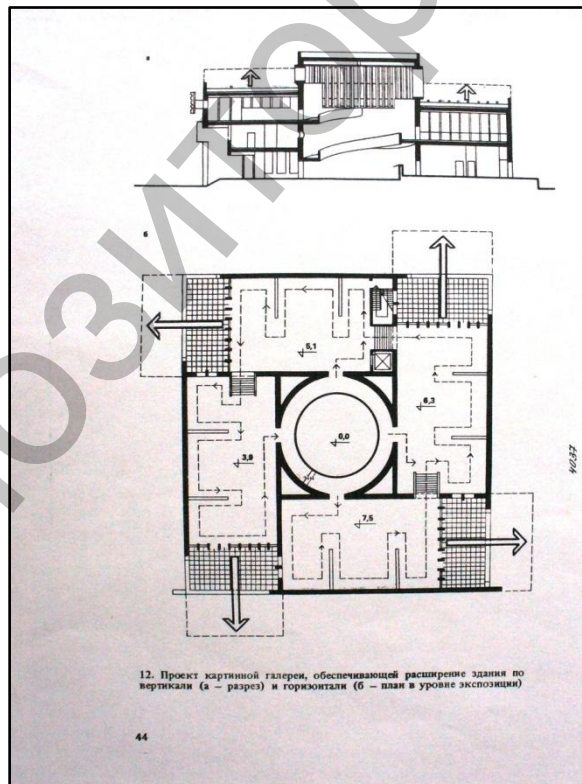 ОЗИТОР
а
б
5,1
6,3
0,0
3,9
7,5
12. Проект картинной галереи, обеспечивающей расширение здания по
вертикали (а – разрез) и горизонтали (б – план в уровне экспозиции)
44